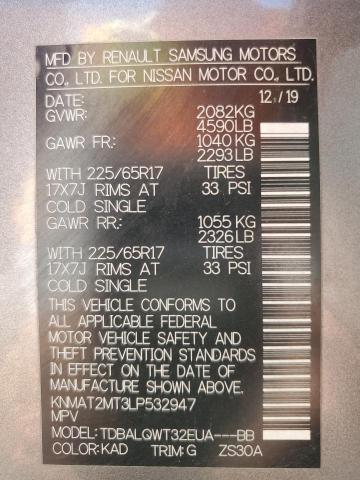 MFD BY RENAULT SAMSUNG MOTORS
CO., LTD. FOR NISSAN MOTOR CO., LTD.
DATE: 12 / 19
GVWR: 2082KG
4590LB
GAWR FR: 1040 KG
2293LB
WITH 225/65R17 TIRES
17X7J RIMS AT 33 PSI
COLD SINGLE
GAWR RR: 1055 KG
2326LB
WITH 225/65R17 TIRES
17X7J RIMS AT 33 PSI
COLD SINGLE
THIS VEHICLE CONFORMS TO
ALL APPLICABLE FEDERAL
MOTOR VEHICLE SAFETY AND
THEFT PREVENTION STANDARDS
IN EFFECT ON THE DATE OF
MANUFACTURE SHOWN ABOVE.
KNMAT2MT3LP532947
MPV
MODEL: TDBALQWT32EUA---BB
COLOR: KAD TRIM: G ZS30A